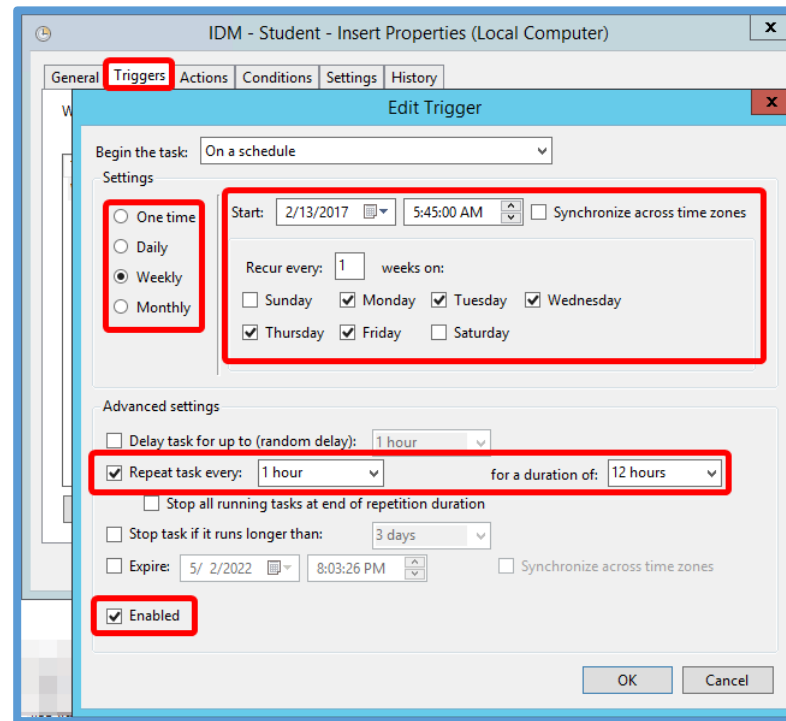 IDM - Student - Insert Properties (Local Computer)
x
General Triggers Actions Conditions Settings History
W
Edit Trigger
x
Begin the task: On a schedule
Settings
One time
Daily
Weekly
Monthly
Start: 2/13/2017 5:45:00 AM Synchronize across time zones
Recur every: 1 weeks on:
Sunday Monday Tuesday Wednesday
Thursday Friday Saturday
Advanced settings
Delay task for up to (random delay): 1 hour
Repeat task every: 1 hour for a duration of: 12 hours
Stop all running tasks at end of repetition duration
Stop task if it runs longer than: 3 days
Expire: 5/ 2/2022 8:03:26 PM Synchronize across time zones
Enabled
OK Cancel